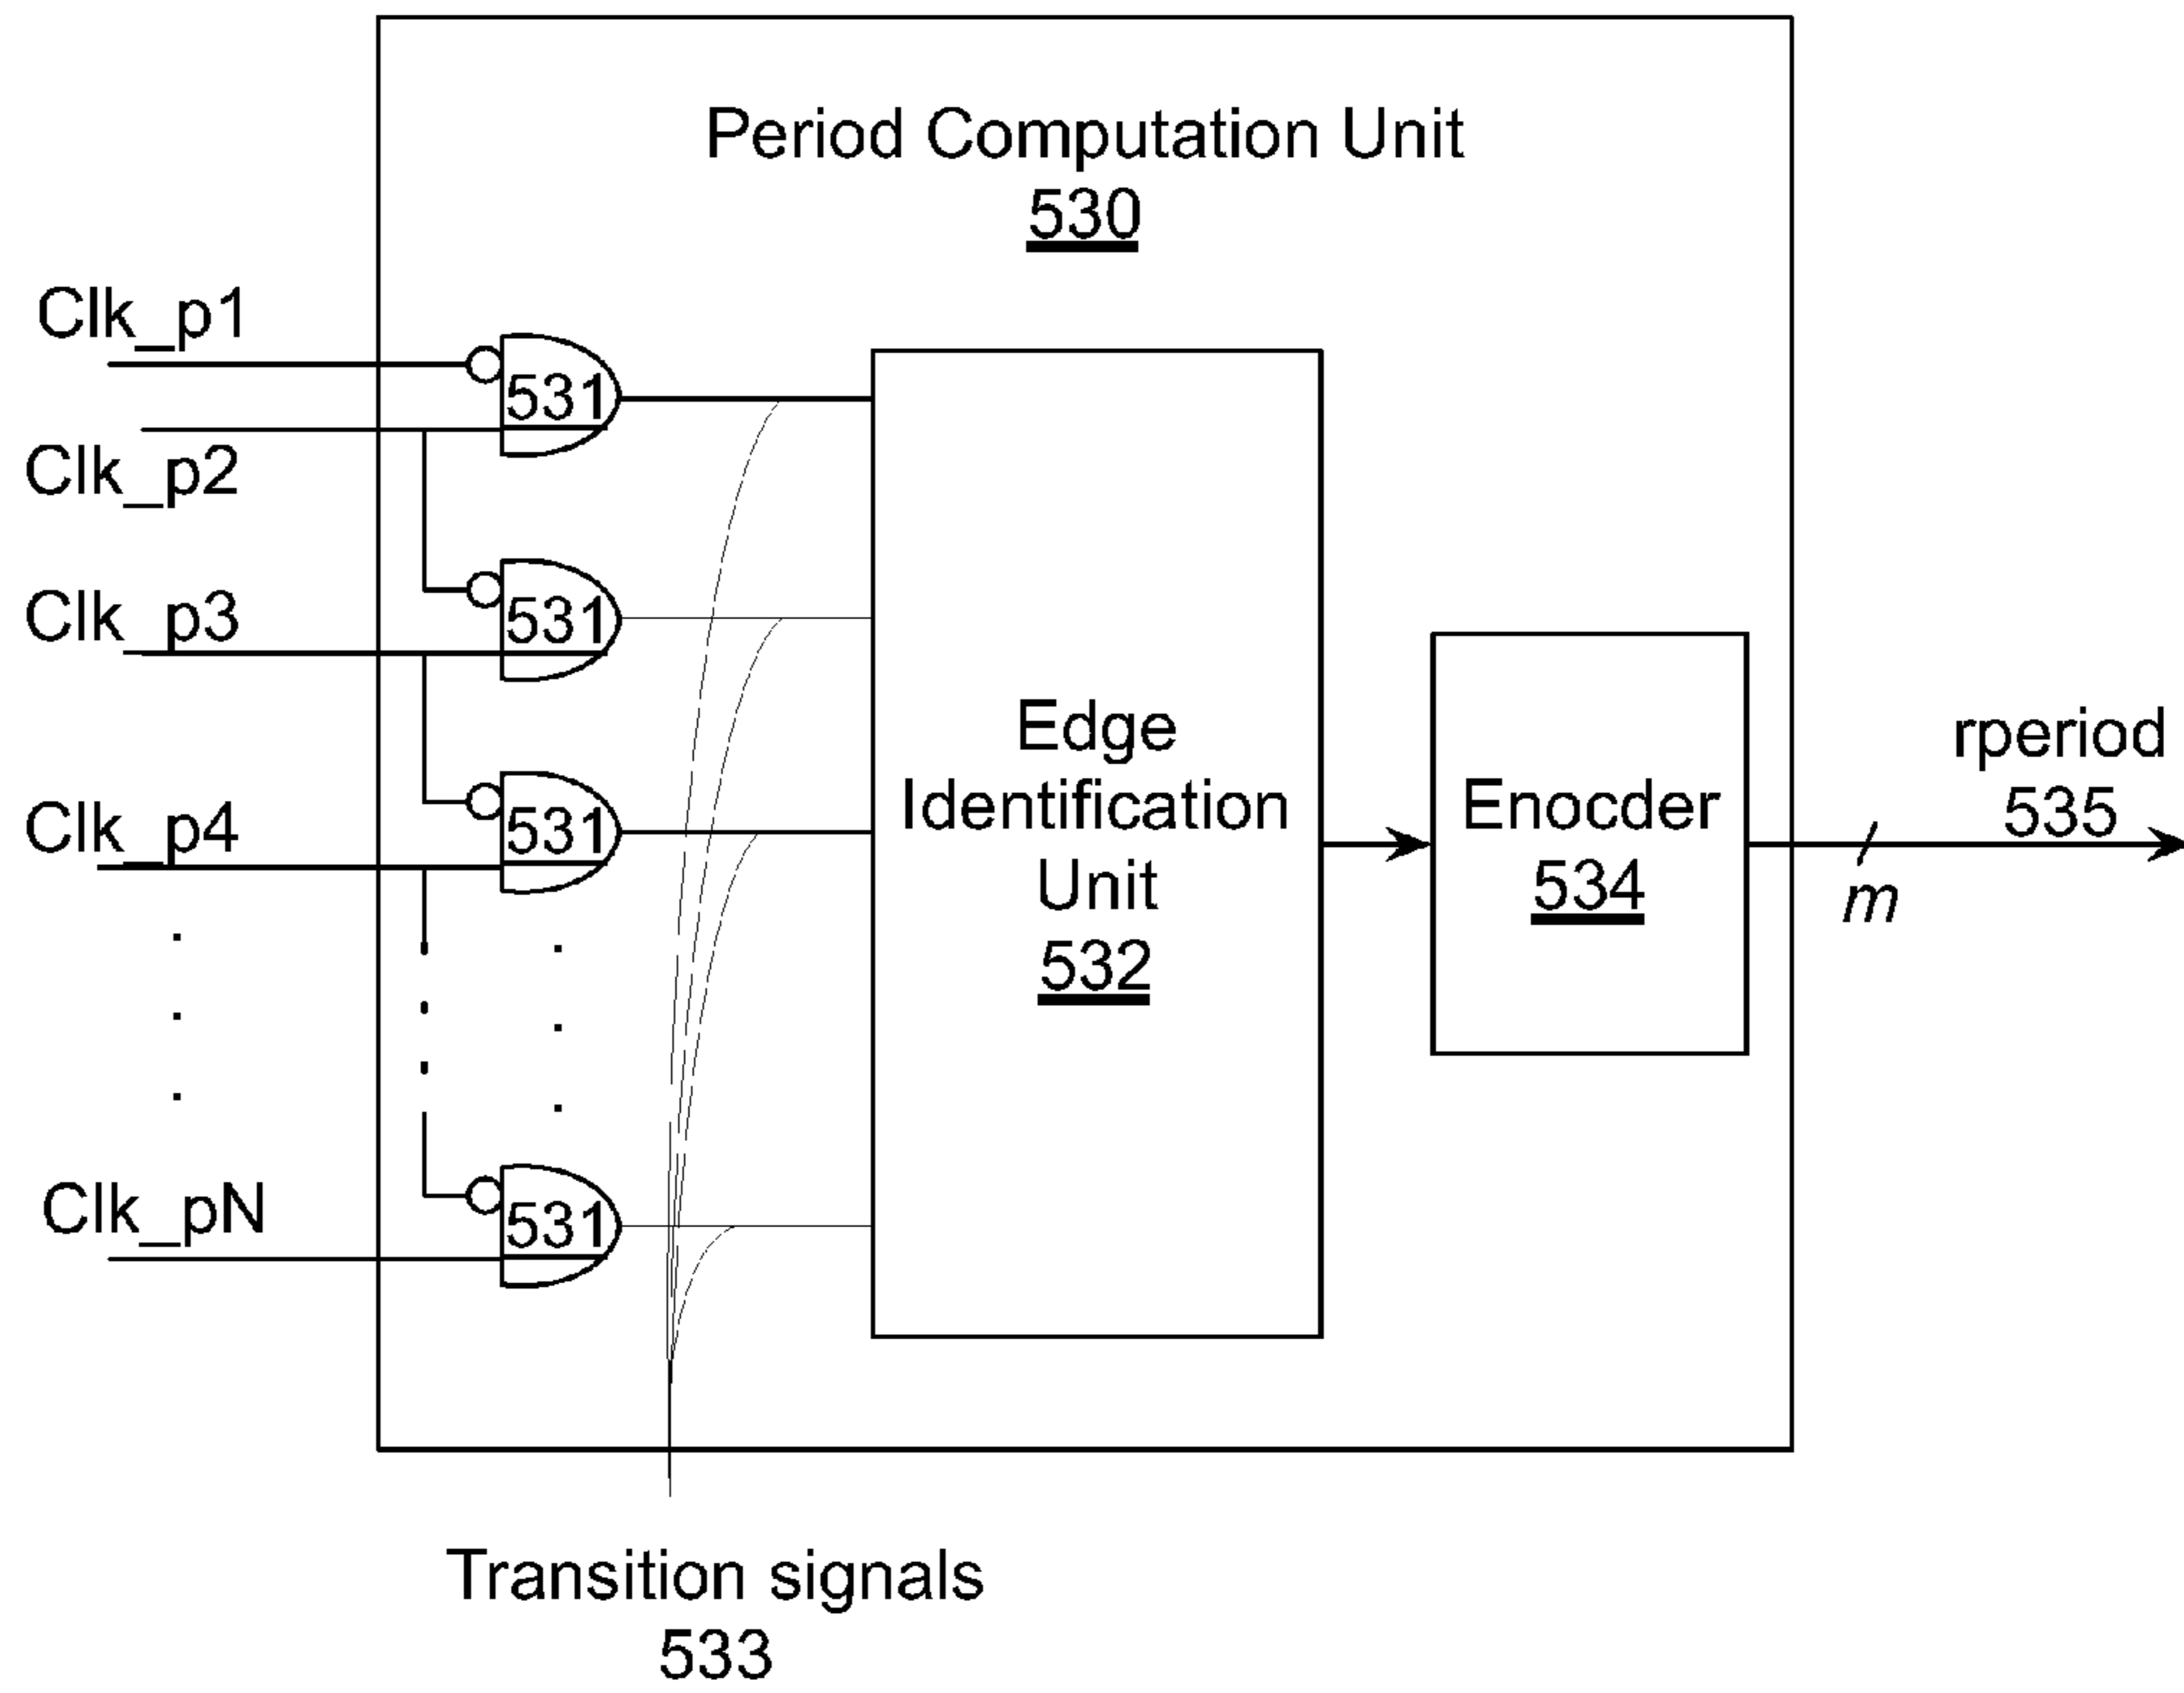 Period Computation Unit
530
Clk_p1
531
Clk_p2
Clk_p3
531
Clk_p4
531
Clk_pN
531
Edge
Identification
Unit
532
Enocder
534
rperiod
535
m
Transition signals
533